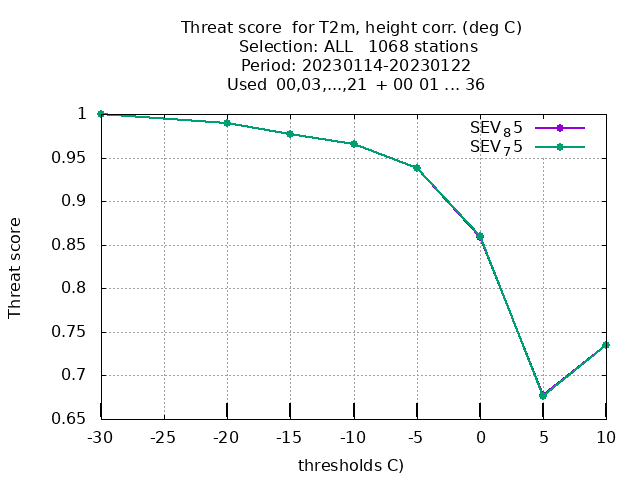 Threat score  for T2m, height corr. (deg C)
Selection: ALL   1068 stations
Period: 20230114-20230122
Used  00,03,...,21  + 00 01 ... 36
SEV₈5
SEV₇5
1
0.95
0.9
0.85
0.8
0.75
0.7
0.65
Threat score
-30 -25 -20 -15 -10 -5 0 5 10
thresholds C)